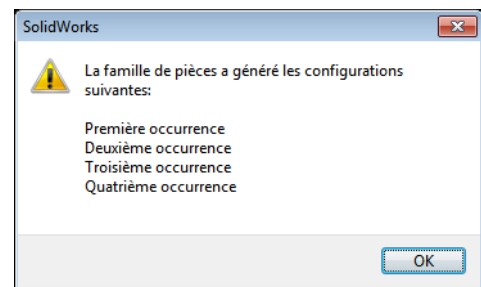 SolidWorks
La famille de pièces a généré les configurations
suivantes:
Première occurrence
Deuxième occurrence
Troisième occurrence
Quatrième occurrence
OK